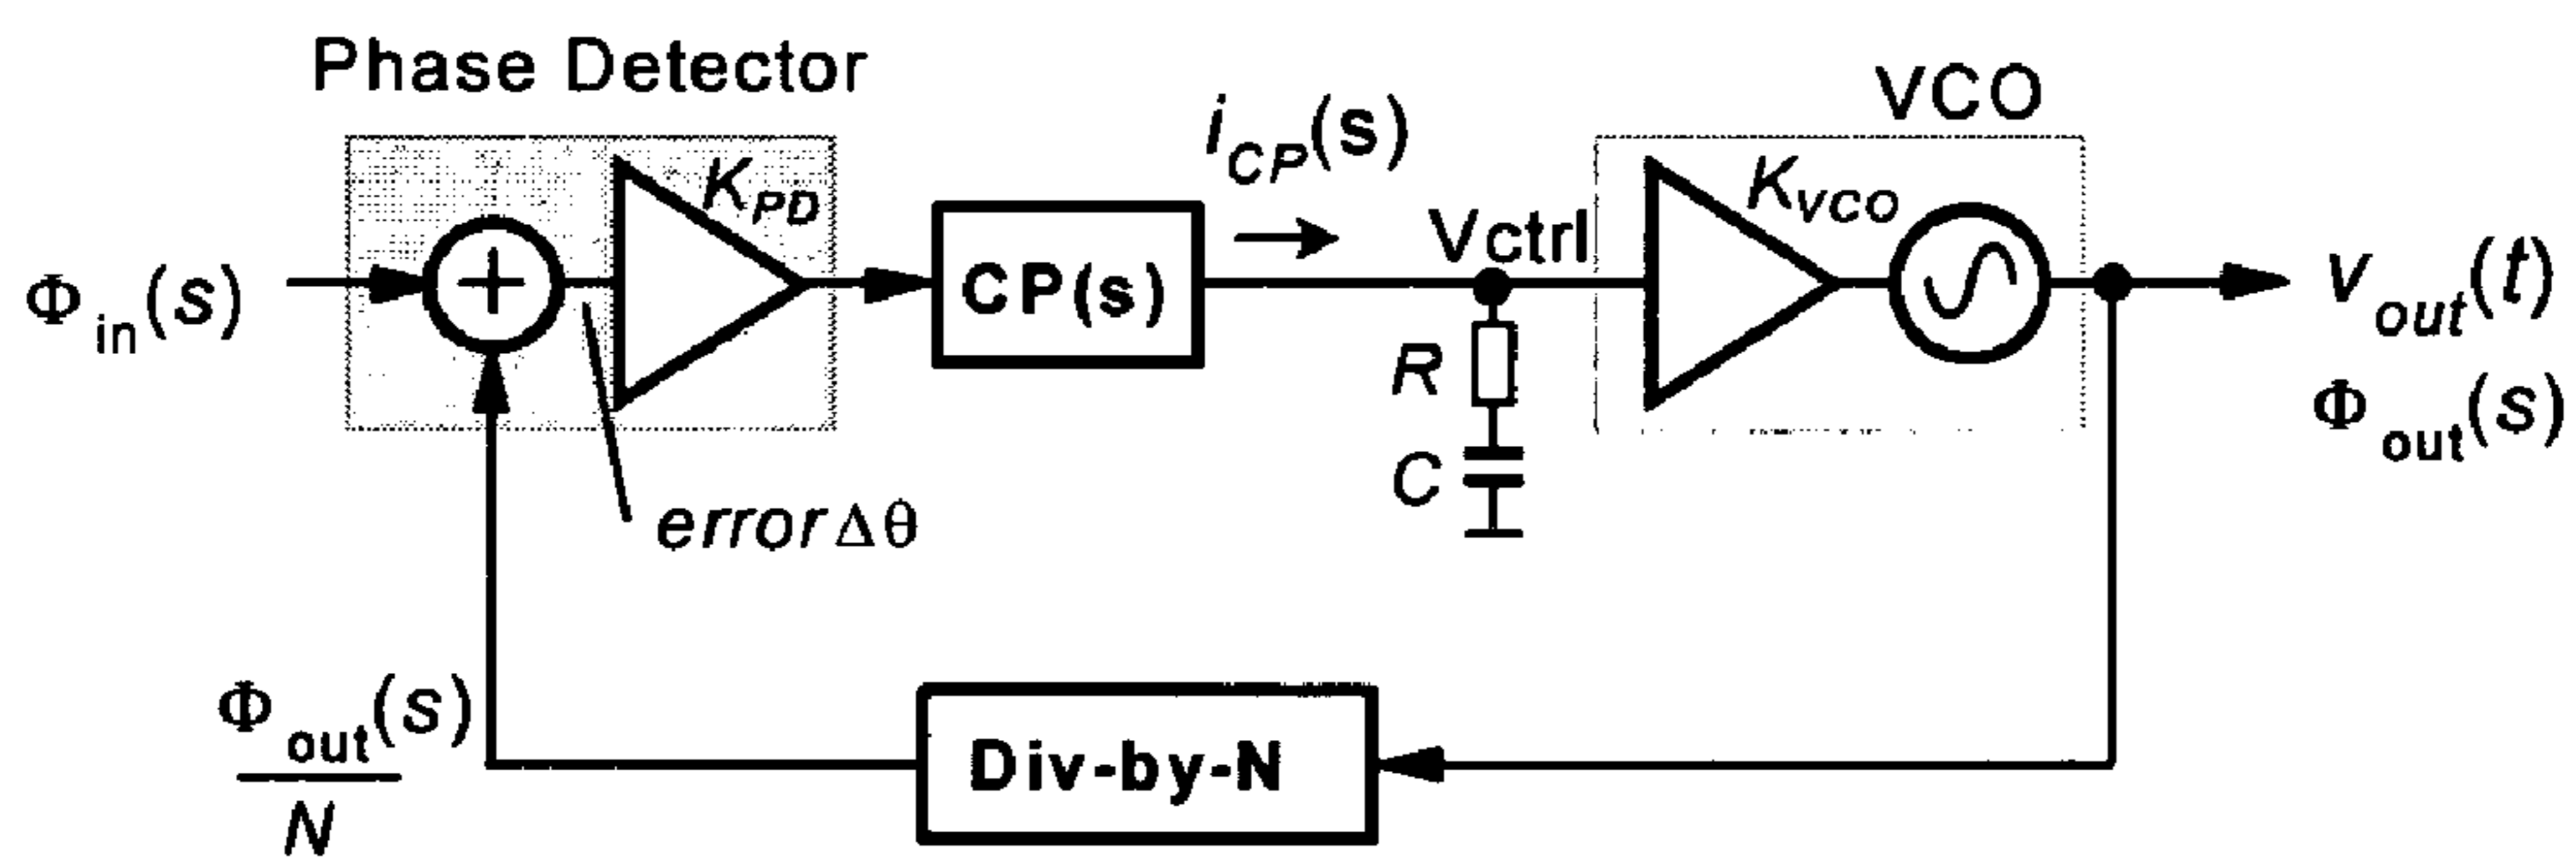 Phase Detector
VCO
i_CP(s)
K_PD
K_VCO
Vctrl
Φ_in(s)
+
CP(s)
v_out(t)
R
Φ_out(s)
C
error Δθ
Φ_out(s)
N
Div-by-N